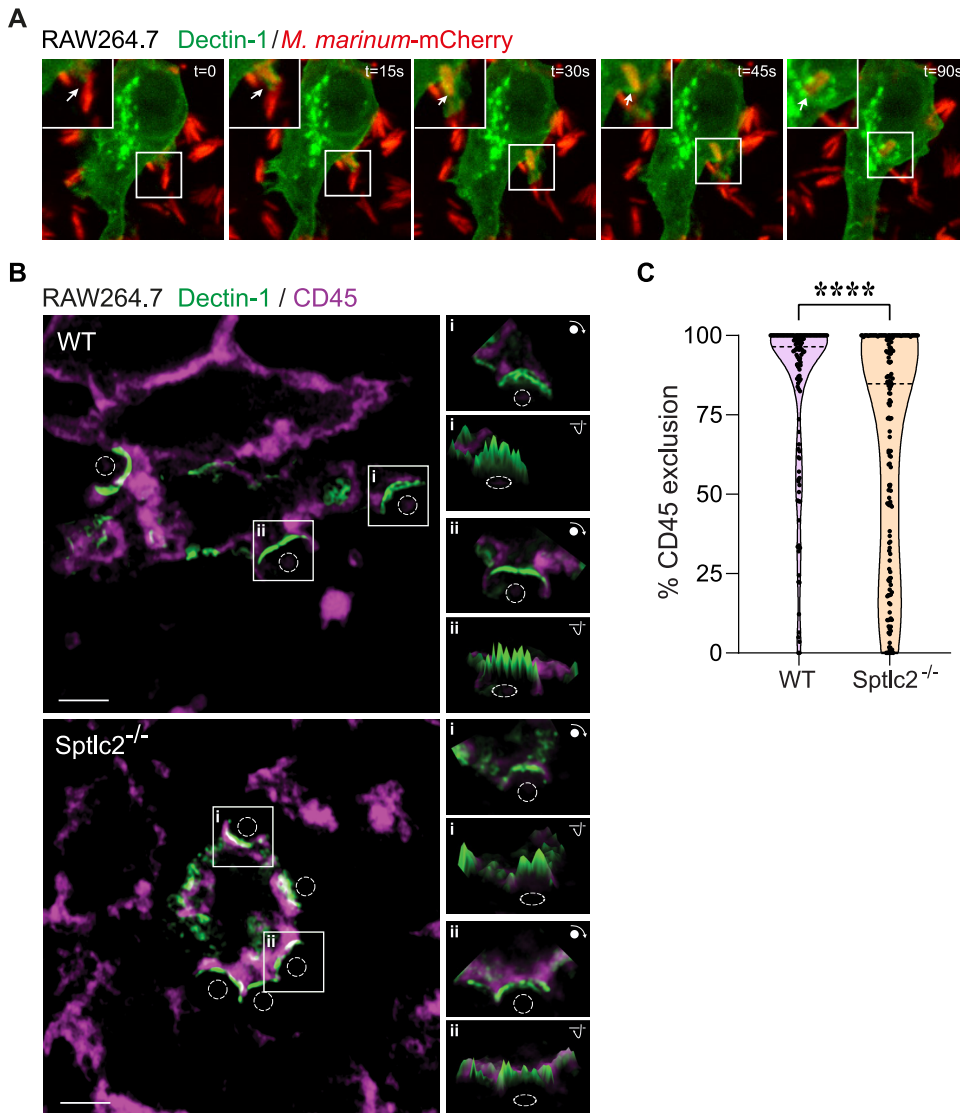 A
RAW264.7 Dectin-1/M. marinum-mCherry
t=0
t=15s
t=30s
t=45s
t=90s
B
RAW264.7 Dectin-1 / CD45
WT
i
ii
i
i
ii
ii
Sptlc2-/-
i
ii
i
i
ii
ii
C
****
% CD45 exclusion
100
75
50
25
0
WT
Sptlc2-/-